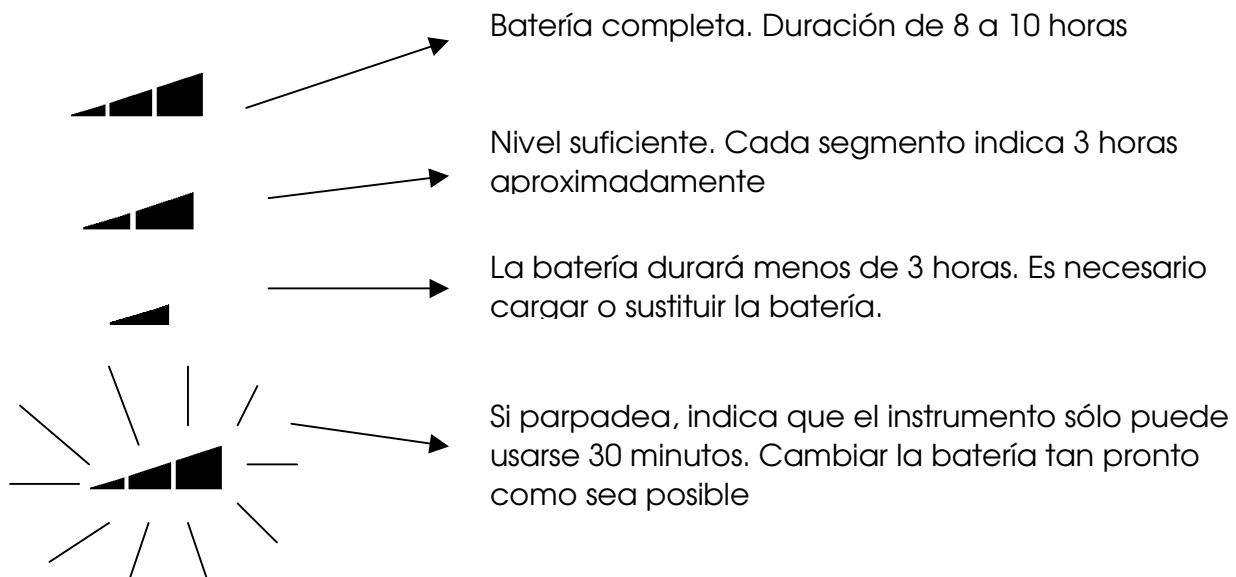 Batería completa. Duración de 8 a 10 horas
Nivel suficiente. Cada segmento indica 3 horas
aproximadamente
La batería durará menos de 3 horas. Es necesario
cargar o sustituir la batería.
Si parpadea, indica que el instrumento sólo puede
usarse 30 minutos. Cambiar la batería tan pronto
como sea posible